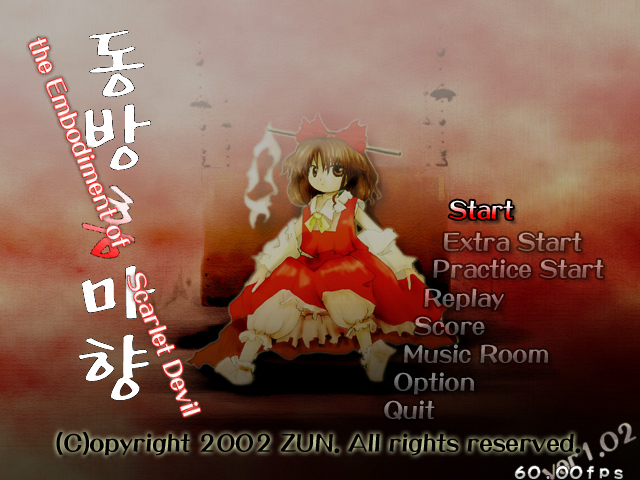 동방홍마향
the Embodiment of
Scarlet Devil
Start
Extra Start
Practice Start
Replay
Score
Music Room
Option
Quit
(C)opyright 2002 ZUN. All rights reserved.
ver1.02
60.00fps